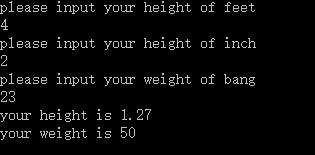 please input your height of feet
4
please input your height of inch
2
please input your weight of bang
23
your height is 1.27
your weight is 50